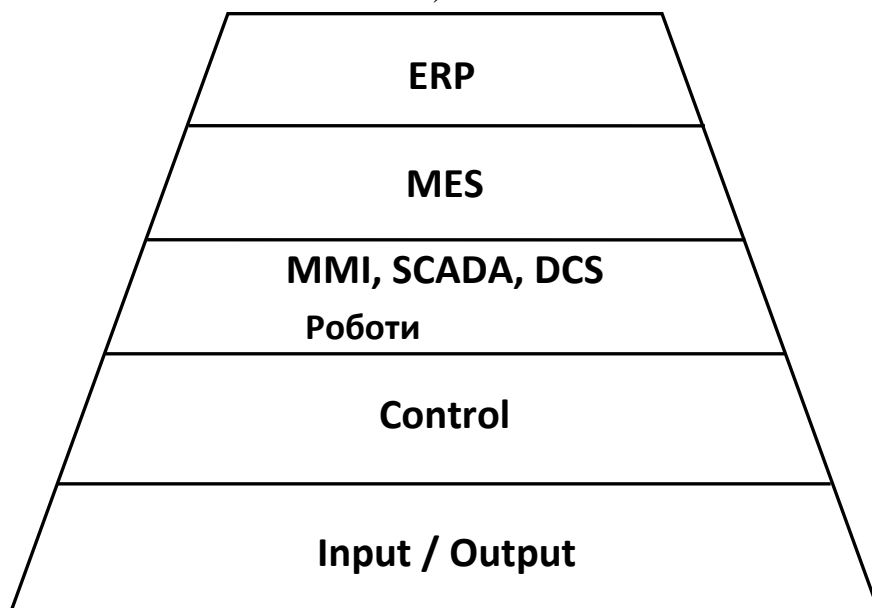 ERP
MES
MMI, SCADA, DCS
Роботи
Control
Input / Output